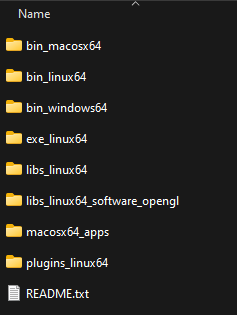 Name
bin_macosx64
bin_linux64
bin_windows64
exe_linux64
libs_linux64
libs_linux64_software_opengl
macosx64_apps
plugins_linux64
README.txt